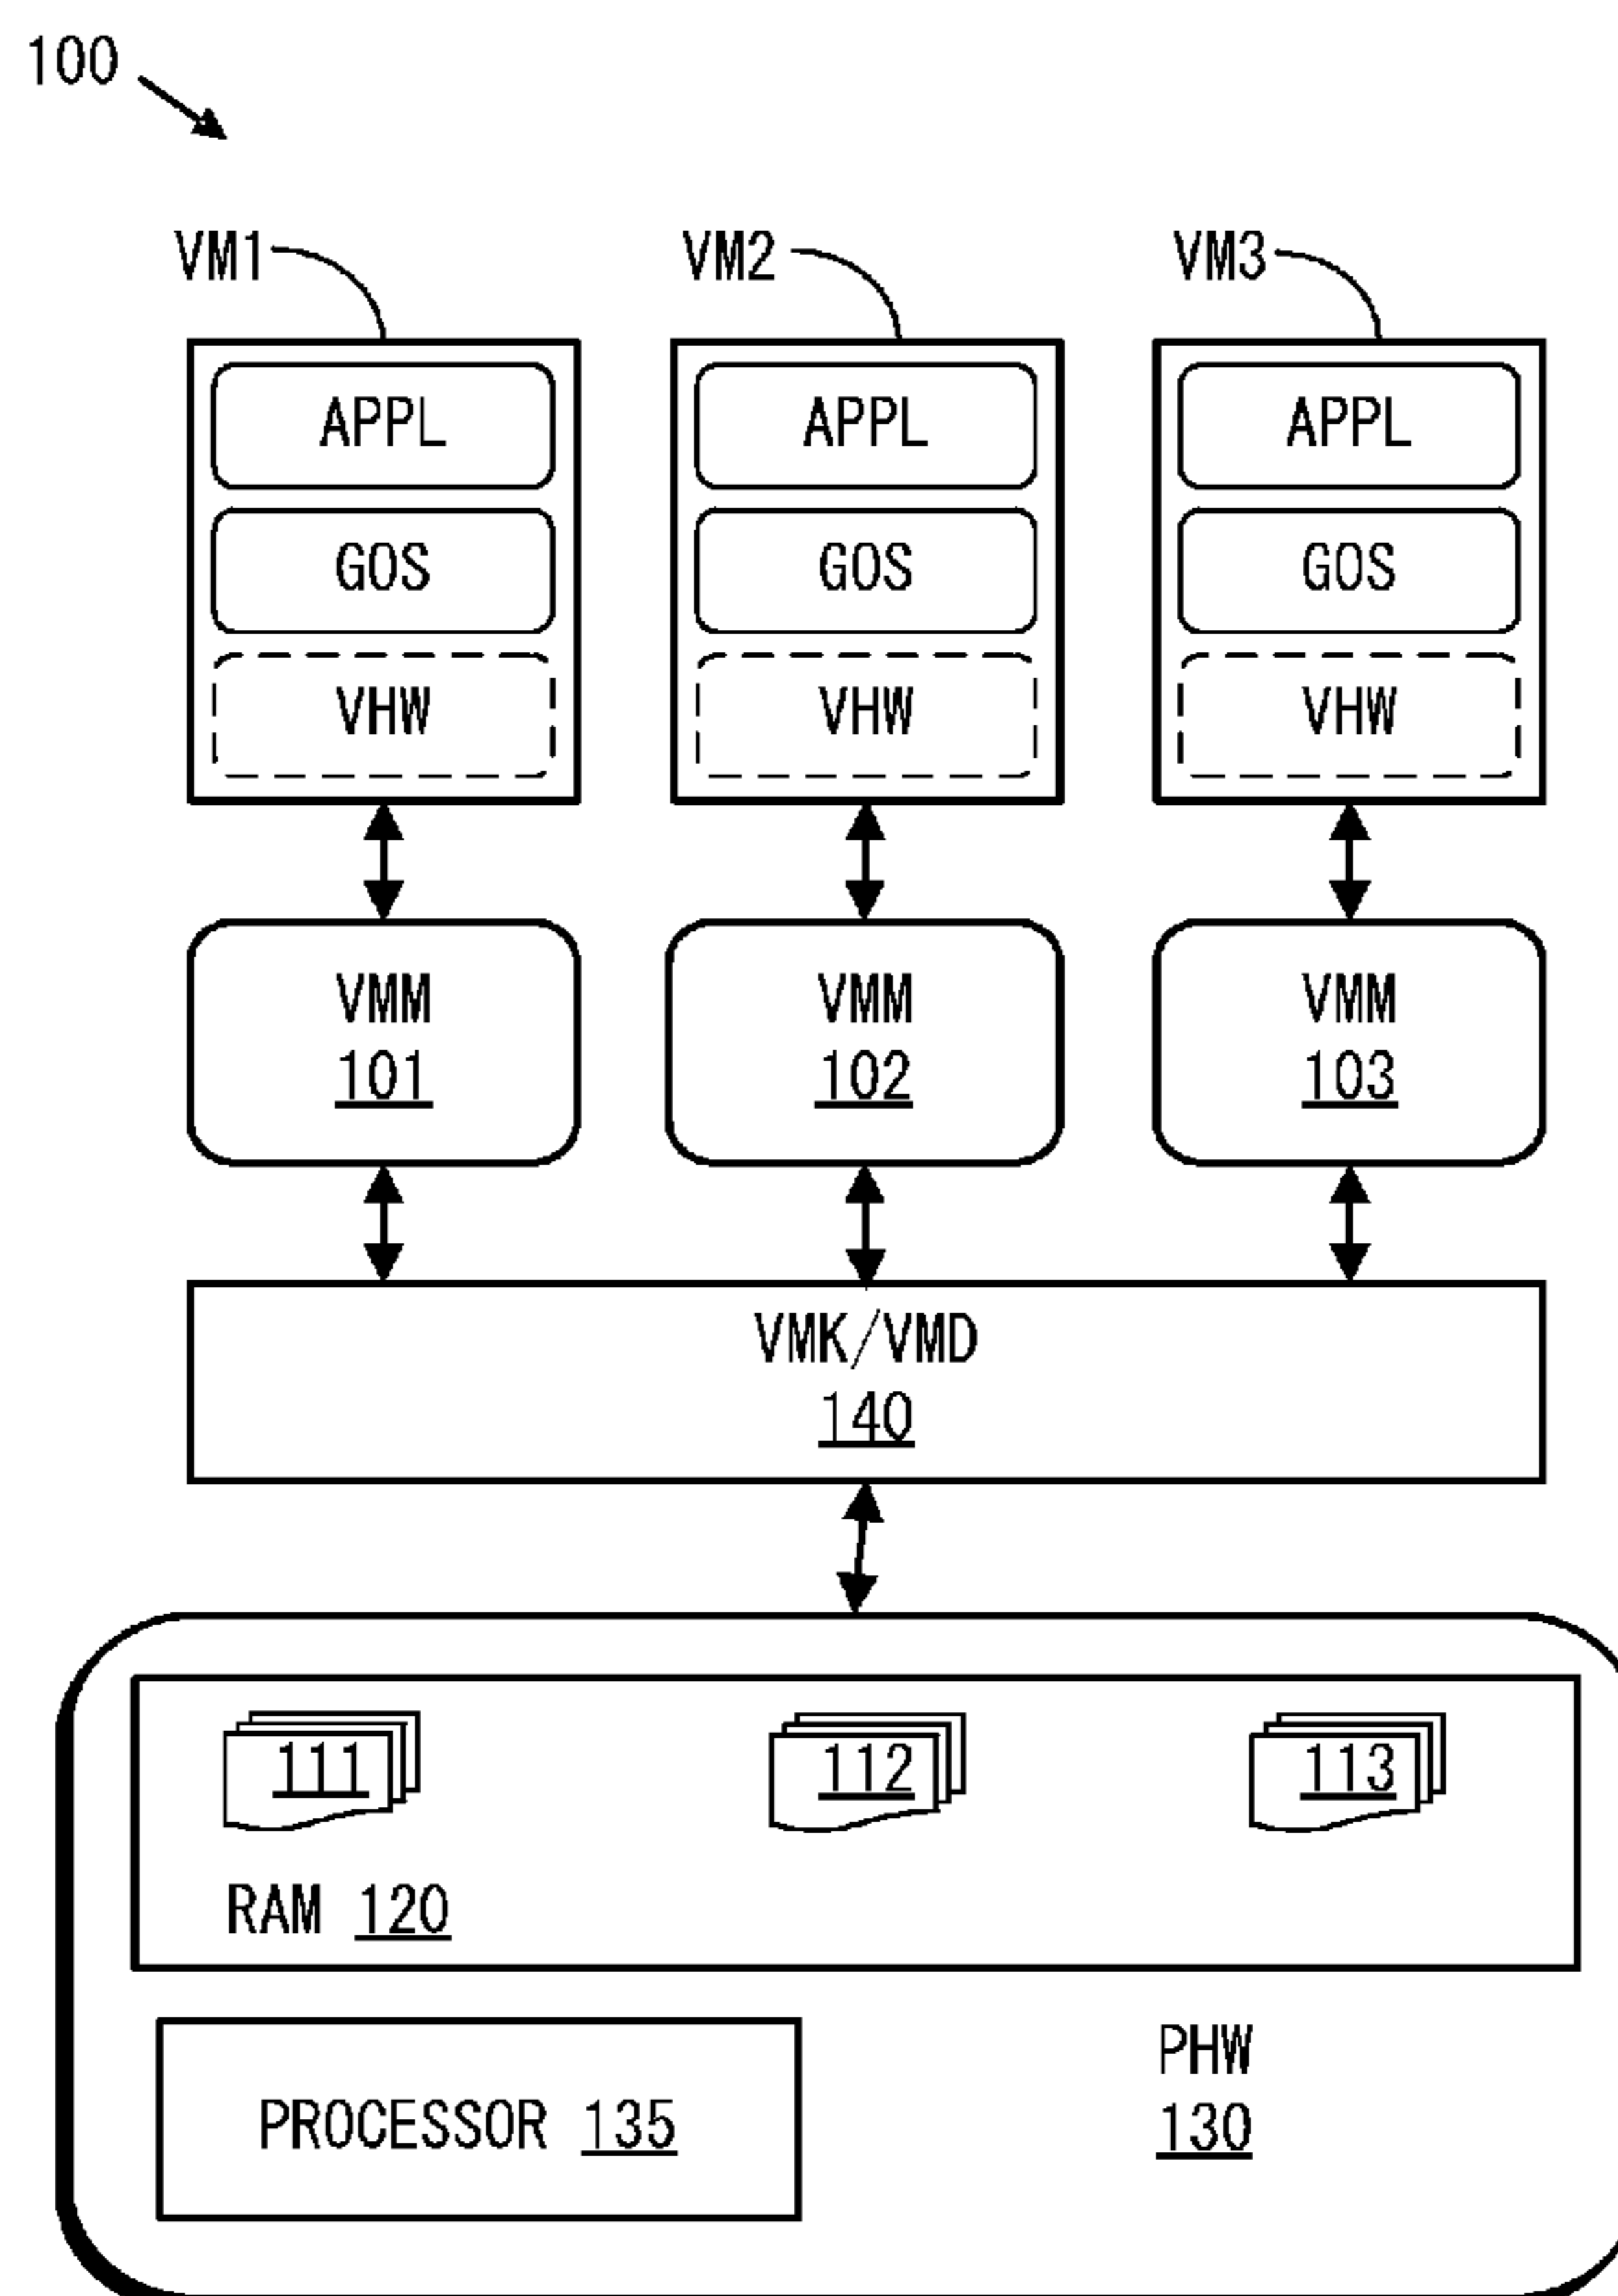 100
VM1 VM2 VM3
APPL APPL APPL
GOS GOS GOS
VHW VHW VHW
VMM VMM VMM
101 102 103
VMK/VMD
140
111 112 113
RAM 120
PHW
PROCESSOR 135
130